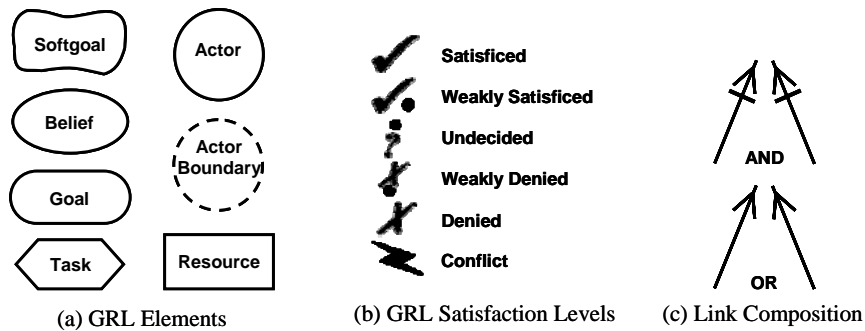 Softgoal
Belief
Goal
Task
Actor
Actor
Boundary
Resource
(a) GRL Elements
Satisficed
Weakly Satisficed
Undecided
Weakly Denied
Denied
Conflict
(b) GRL Satisfaction Levels
AND
OR
(c) Link Composition